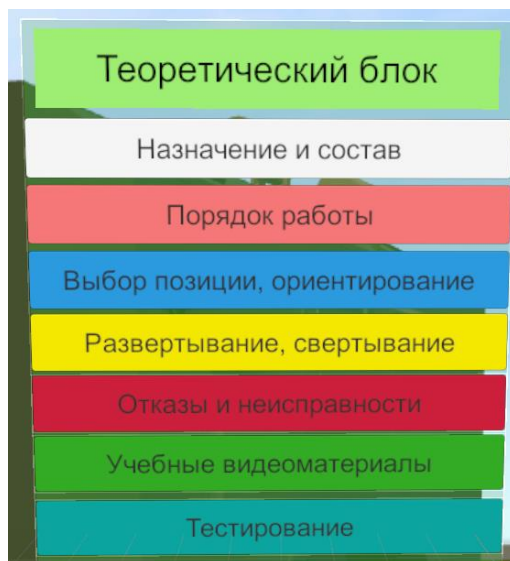 Теоретический блок
Назначение и состав
Порядок работы
Выбор позиции, ориентирование
Развертывание, свертывание
Отказы и неисправности
Учебные видеоматериалы
Тестирование